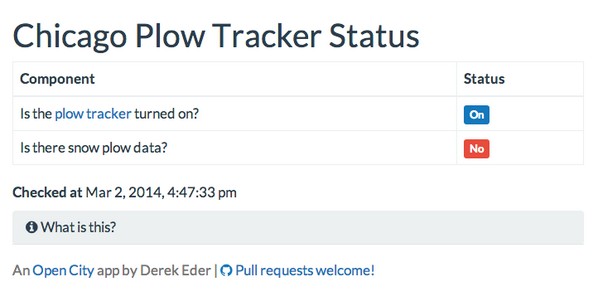 Chicago Plow Tracker Status
Component Status
Is the plow tracker turned on? On
Is there snow plow data? No
Checked at Mar 2, 2014, 4:47:33 pm
What is this?
An Open City app by Derek Eder | Pull requests welcome!